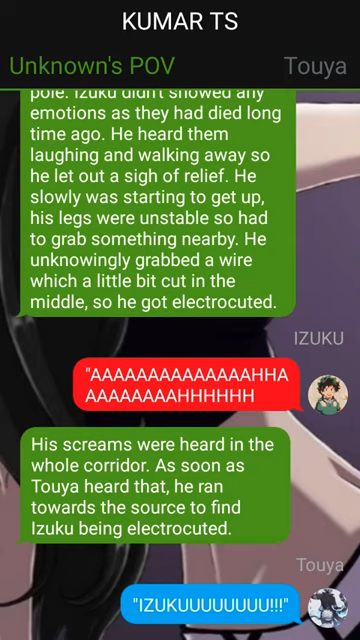 KUMAR TS
Unknown's POV
Touya
pole. Izuku didn't showed any
emotions as they had died long
time ago. He heard them
laughing and walking away so
he let out a sigh of relief. He
slowly was starting to get up,
his legs were unstable so had
to grab something nearby. He
unknowingly grabbed a wire
which a little bit cut in the
middle, so he got electrocuted.
IZUKU
"AAAAAAAAAAAAAAAHHA
AAAAAAAAHHHHHH
His screams were heard in the
whole corridor. As soon as
Touya heard that, he ran
towards the source to find
Izuku being electrocuted.
Touya
"IZUKUUUUUUUU!!!"